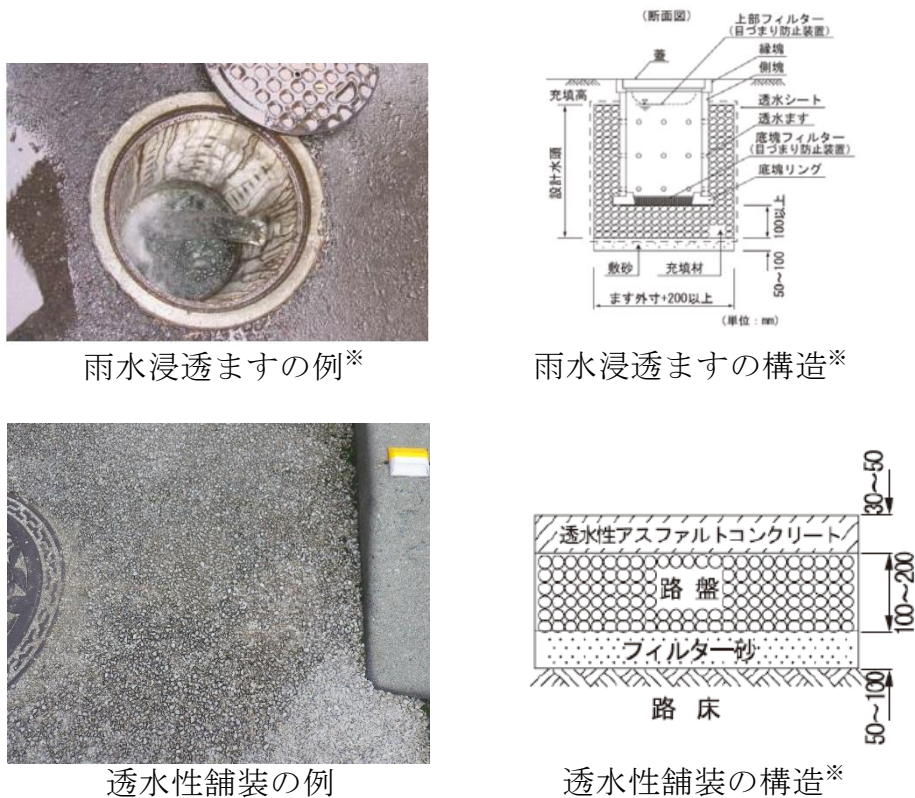 (断面図)
上部フィルター
(目づまり防止装置)
蓋
縁塊
側塊
充填高
透水シート
透水ます
底塊フィルター
(目づまり防止装置)
底塊リング
設計水頭
100以上
50~100
敷砂
充填材
ます外寸+200以上
(単位:mm)
雨水浸透ますの例※
雨水浸透ますの構造※
30~50
透水性アスファルトコンクリート
路盤
100~200
フィルター砂
50~100
路床
透水性舗装の例
透水性舗装の構造※